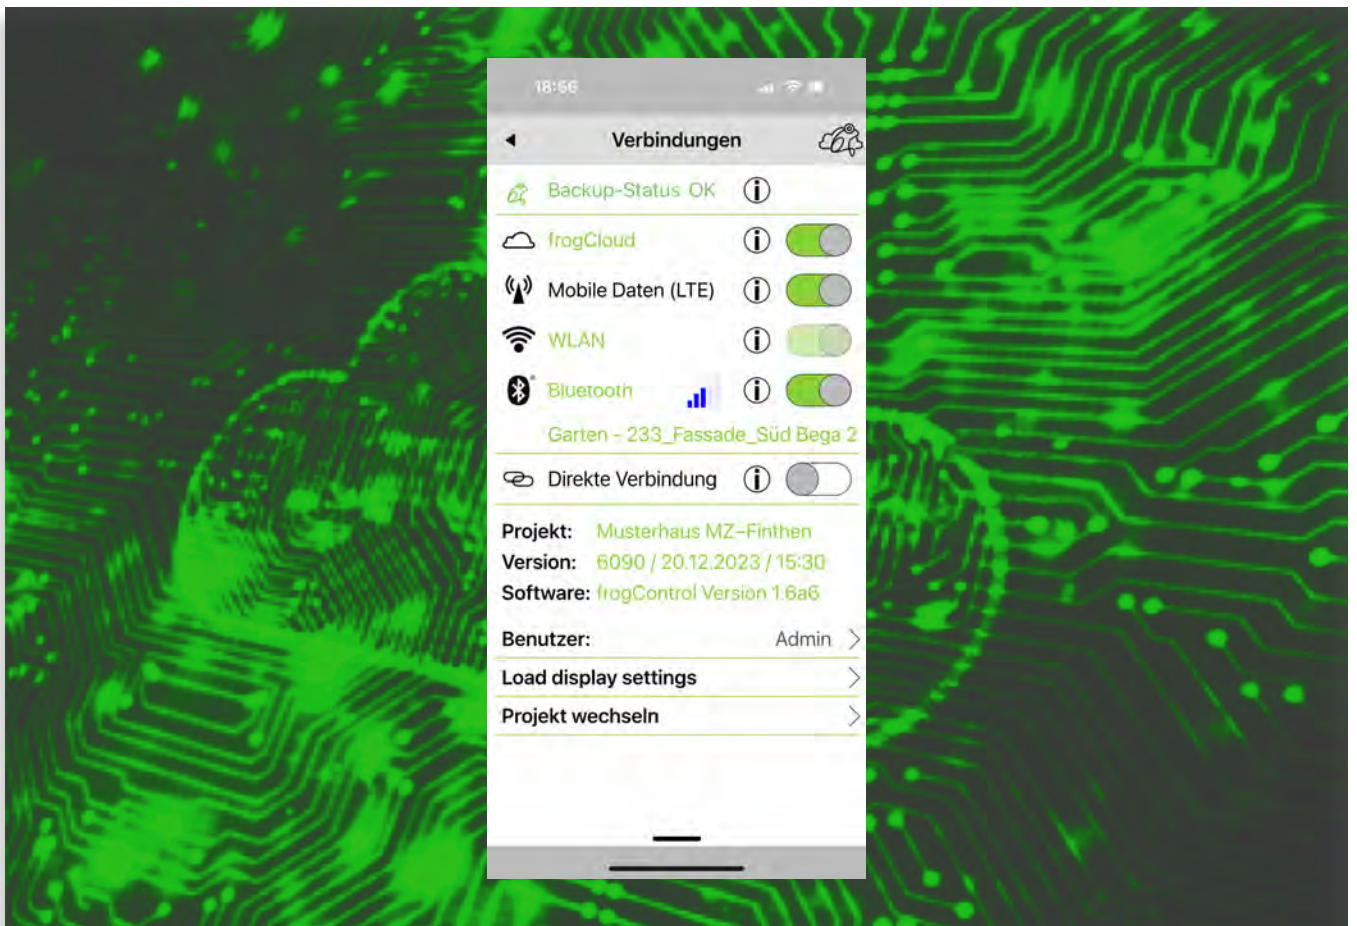 18:56
Verbindungen
Backup-Status OK
frogCloud
Mobile Daten (LTE)
WLAN
Bluetooth
Garten - 233_Fassade_Süd Bega 2
Direkte Verbindung
Projekt: Musterhaus MZ-Finthen
Version: 6090 / 20.12.2023 / 15:30
Software: frogControl Version 1.6a6
Benutzer: Admin
Load display settings
Projekt wechseln